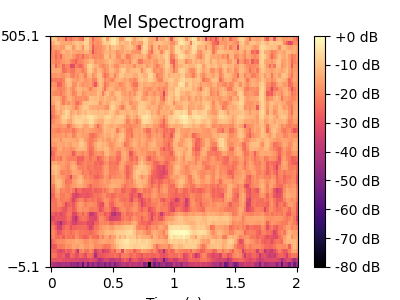 Mel Spectrogram
505.1
-5.1
0
0.5
1
1.5
2
+0 dB
-10 dB
-20 dB
-30 dB
-40 dB
-50 dB
-60 dB
-70 dB
-80 dB